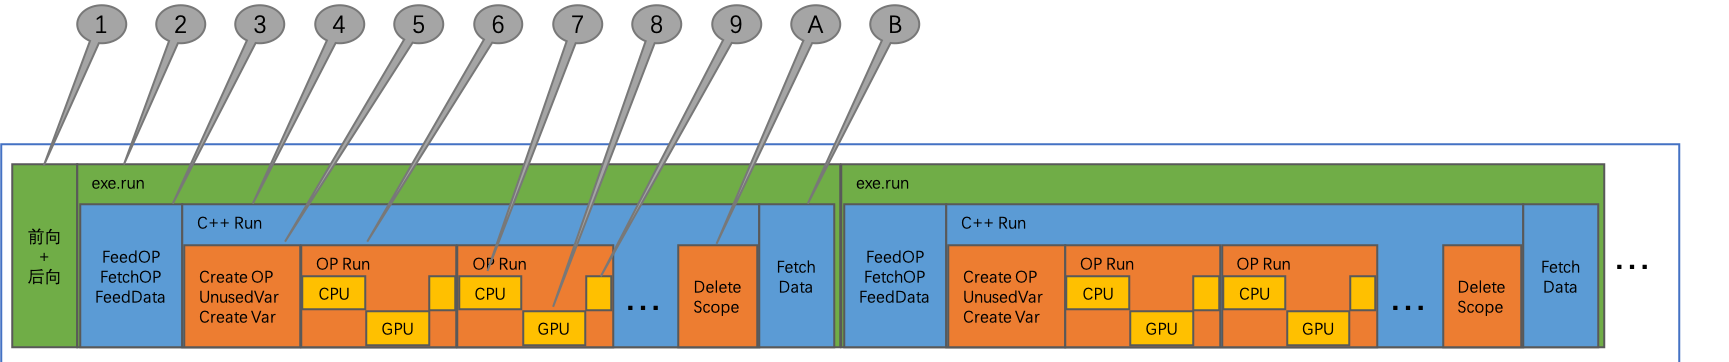 1 2 3 4 5 6 7 8 9 A B
exe.run
exe.run
前向
+
后向
FeedOP
FetchOP
FeedData
C++ Run
Create OP
UnusedVar
Create Var
OP Run
CPU
GPU
OP Run
CPU
GPU
...
Delete
Scope
Fetch
Data
FeedOP
FetchOP
FeedData
C++ Run
Create OP
UnusedVar
Create Var
OP Run
CPU
GPU
OP Run
CPU
GPU
...
Delete
Scope
Fetch
Data
...